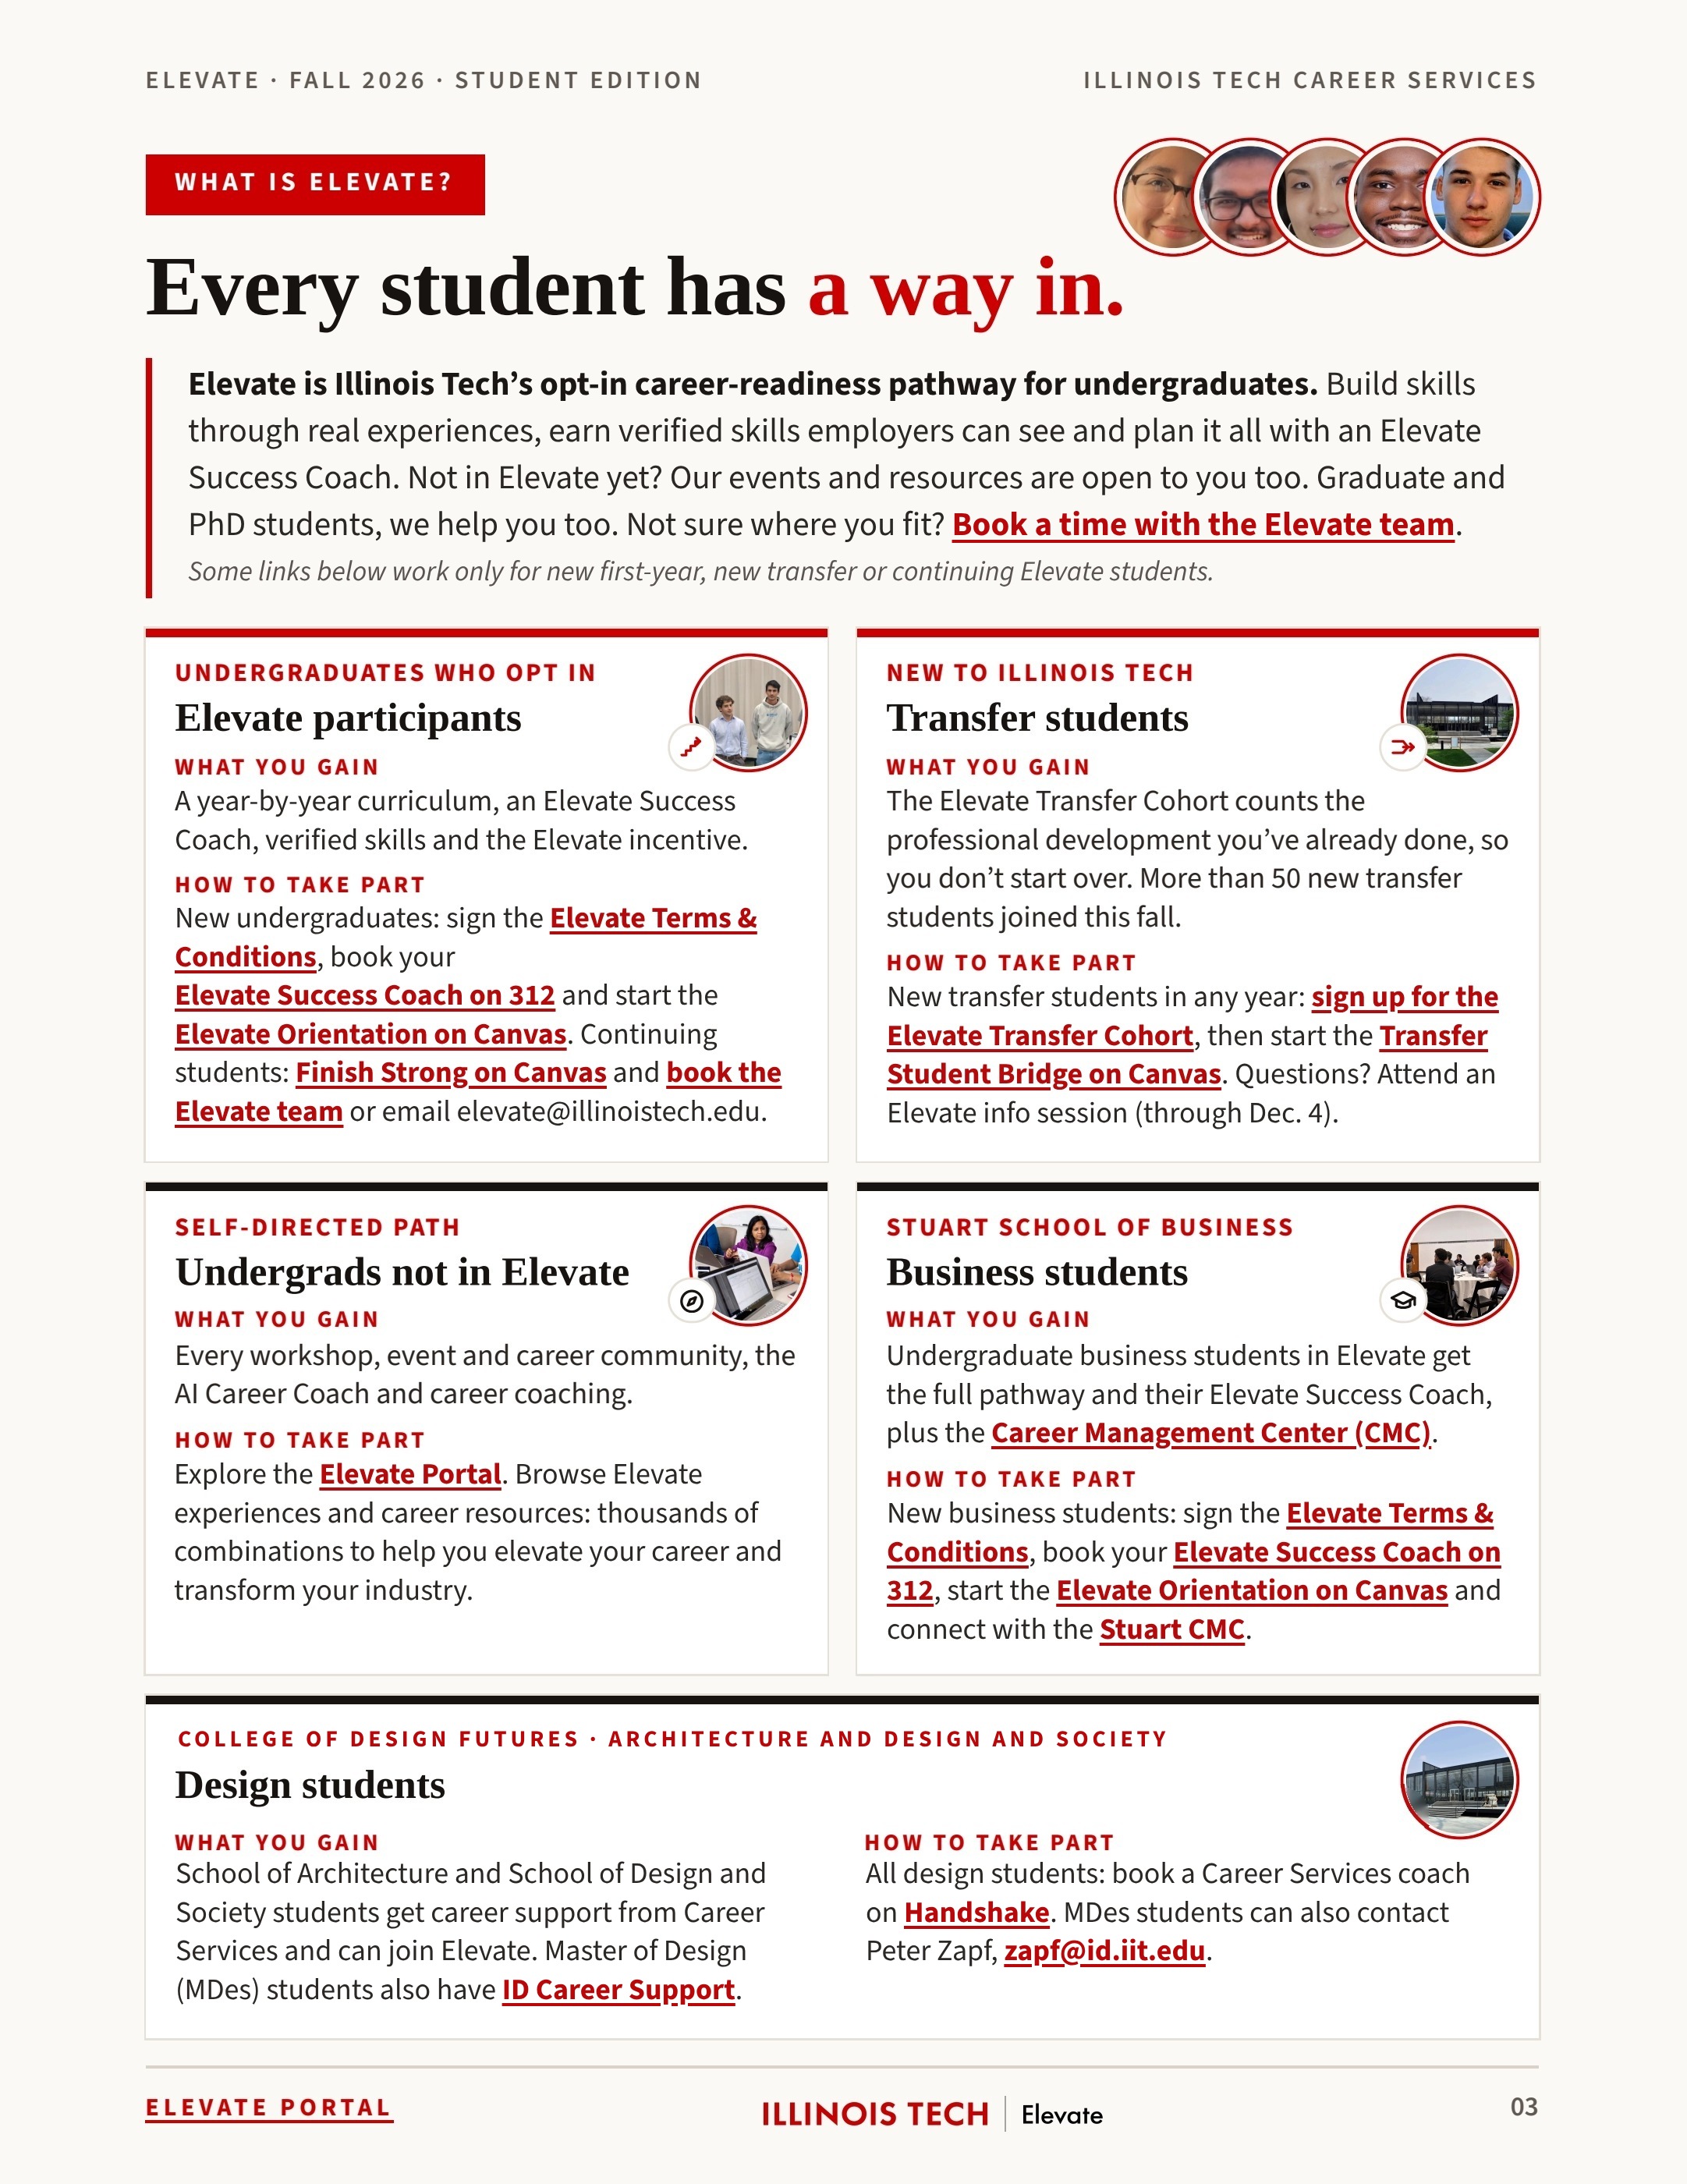 ELEVATE · FALL 2026 · STUDENT EDITION
ILLINOIS TECH CAREER SERVICES
WHAT IS ELEVATE?
Every student has a way in.
Elevate is Illinois Tech’s opt-in career-readiness pathway for undergraduates. Build skills
through real experiences, earn verified skills employers can see and plan it all with an Elevate
Success Coach. Not in Elevate yet? Our events and resources are open to you too. Graduate and
PhD students, we help you too. Not sure where you fit? Book a time with the Elevate team.
Some links below work only for new first-year, new transfer or continuing Elevate students.
UNDERGRADUATES WHO OPT IN
Elevate participants
WHAT YOU GAIN
A year-by-year curriculum, an Elevate Success
Coach, verified skills and the Elevate incentive.
HOW TO TAKE PART
New undergraduates: sign the Elevate Terms &
Conditions, book your
Elevate Success Coach on 312 and start the
Elevate Orientation on Canvas. Continuing
students: Finish Strong on Canvas and book the
Elevate team or email elevate@illinoistech.edu.
NEW TO ILLINOIS TECH
Transfer students
WHAT YOU GAIN
The Elevate Transfer Cohort counts the
professional development you’ve already done, so
you don’t start over. More than 50 new transfer
students joined this fall.
HOW TO TAKE PART
New transfer students in any year: sign up for the
Elevate Transfer Cohort, then start the Transfer
Student Bridge on Canvas. Questions? Attend an
Elevate info session (through Dec. 4).
SELF-DIRECTED PATH
Undergrads not in Elevate
WHAT YOU GAIN
Every workshop, event and career community, the
AI Career Coach and career coaching.
HOW TO TAKE PART
Explore the Elevate Portal. Browse Elevate
experiences and career resources: thousands of
combinations to help you elevate your career and
transform your industry.
STUART SCHOOL OF BUSINESS
Business students
WHAT YOU GAIN
Undergraduate business students in Elevate get
the full pathway and their Elevate Success Coach,
plus the Career Management Center (CMC).
HOW TO TAKE PART
New business students: sign the Elevate Terms &
Conditions, book your Elevate Success Coach on
312, start the Elevate Orientation on Canvas and
connect with the Stuart CMC.
COLLEGE OF DESIGN FUTURES · ARCHITECTURE AND DESIGN AND SOCIETY
Design students
WHAT YOU GAIN
School of Architecture and School of Design and
Society students get career support from Career
Services and can join Elevate. Master of Design
(MDes) students also have ID Career Support.
HOW TO TAKE PART
All design students: book a Career Services coach
on Handshake. MDes students can also contact
Peter Zapf, zapf@id.iit.edu.
ELEVATE PORTAL
ILLINOIS TECH | Elevate
03